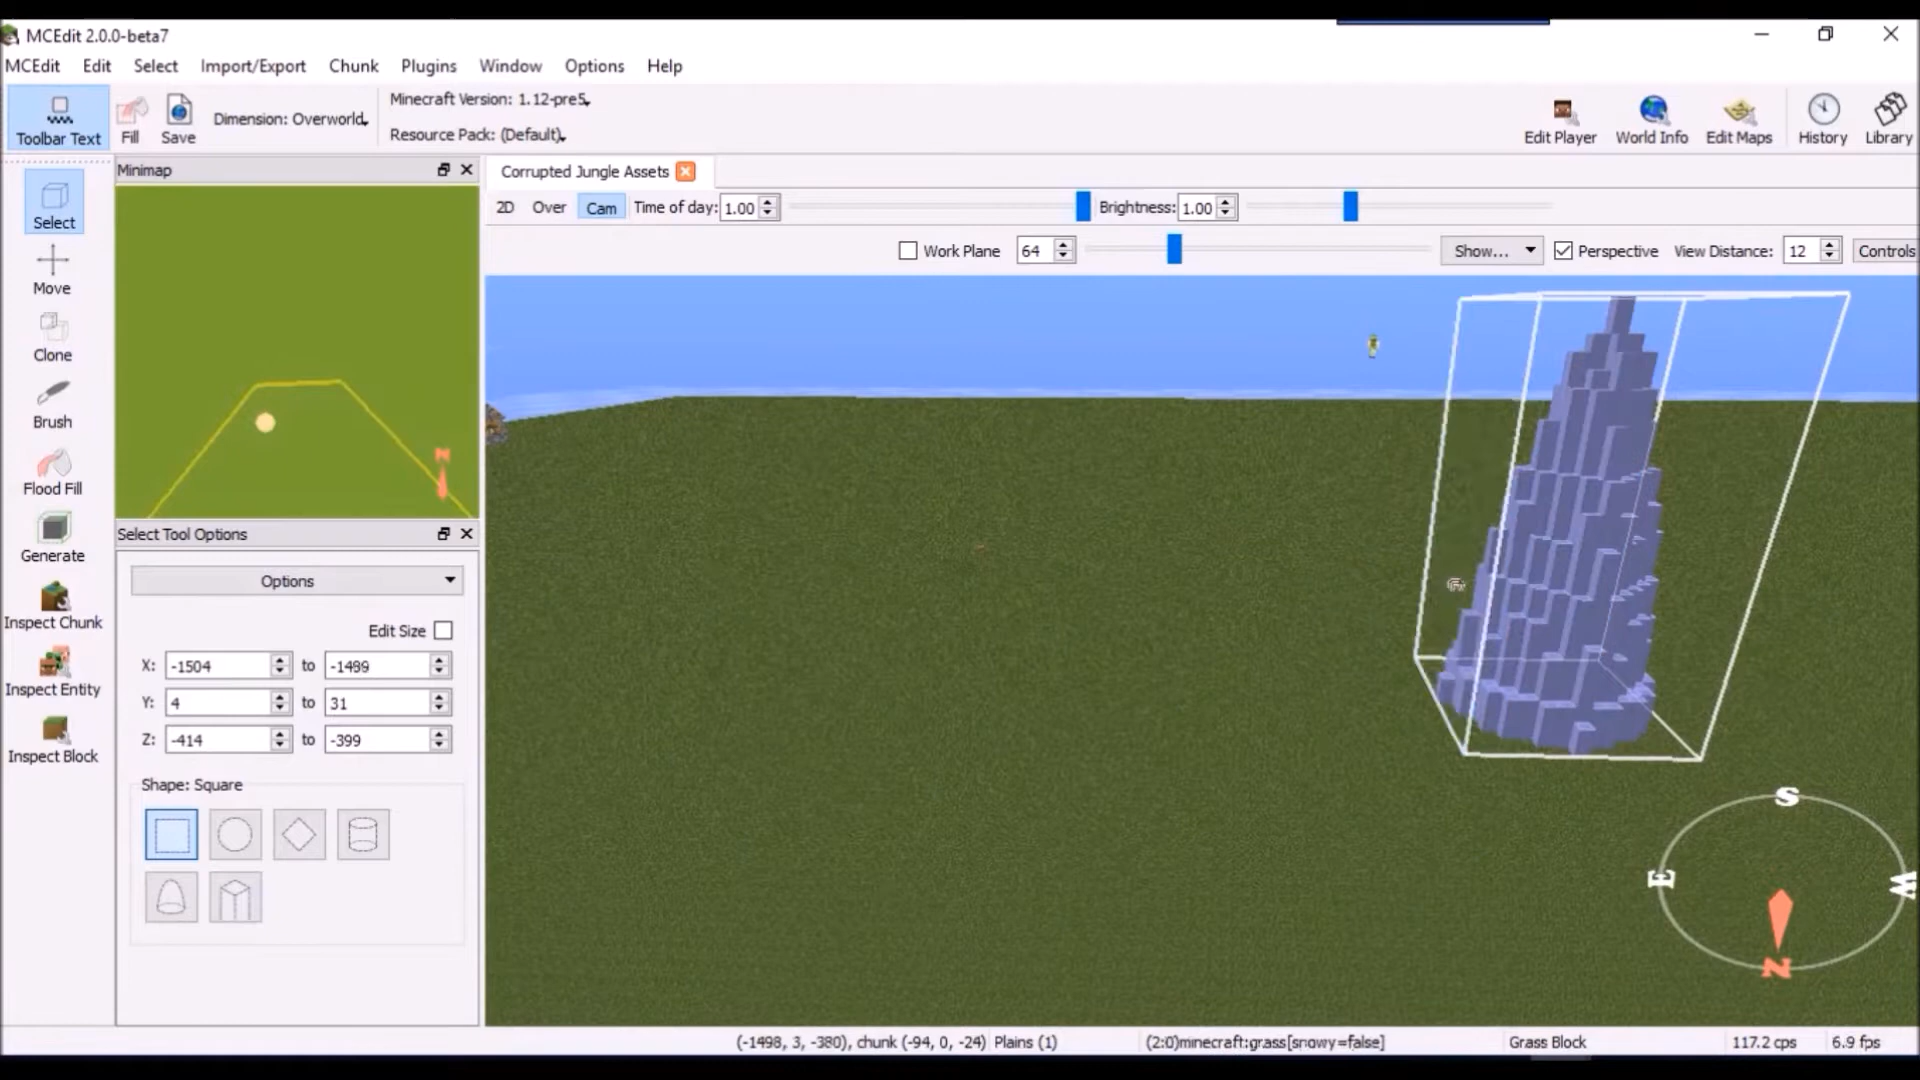 MCEdit 2.0.0-beta7
MCEdit Edit Select Import/Export Chunk Plugins Window Options Help
Toolbar Text Fill Save Dimension: Overworld Minecraft Version: 1.12-pre5
Resource Pack: (Default)
Edit Player World Info Edit Maps History Library
Minimap
N
Select
Move
Clone
Brush
Flood Fill
Generate
Inspect Chunk
Inspect Entity
Inspect Block
Select Tool Options
Options
Edit Size
X: -1504 to -1489
Y: 4 to 31
Z: -414 to -399
Shape: Square
Corrupted Jungle Assets
2D Over Cam Time of day: 1.00 Brightness: 1.00
Work Plane 64 Show... Perspective View Distance: 12 Controls
S
E W
N
(-1498, 3, -380), chunk (-94, 0, -24) Plains (1) (2:0)minecraft:grass[snowy=false] Grass Block 117.2 cps 6.9 fps